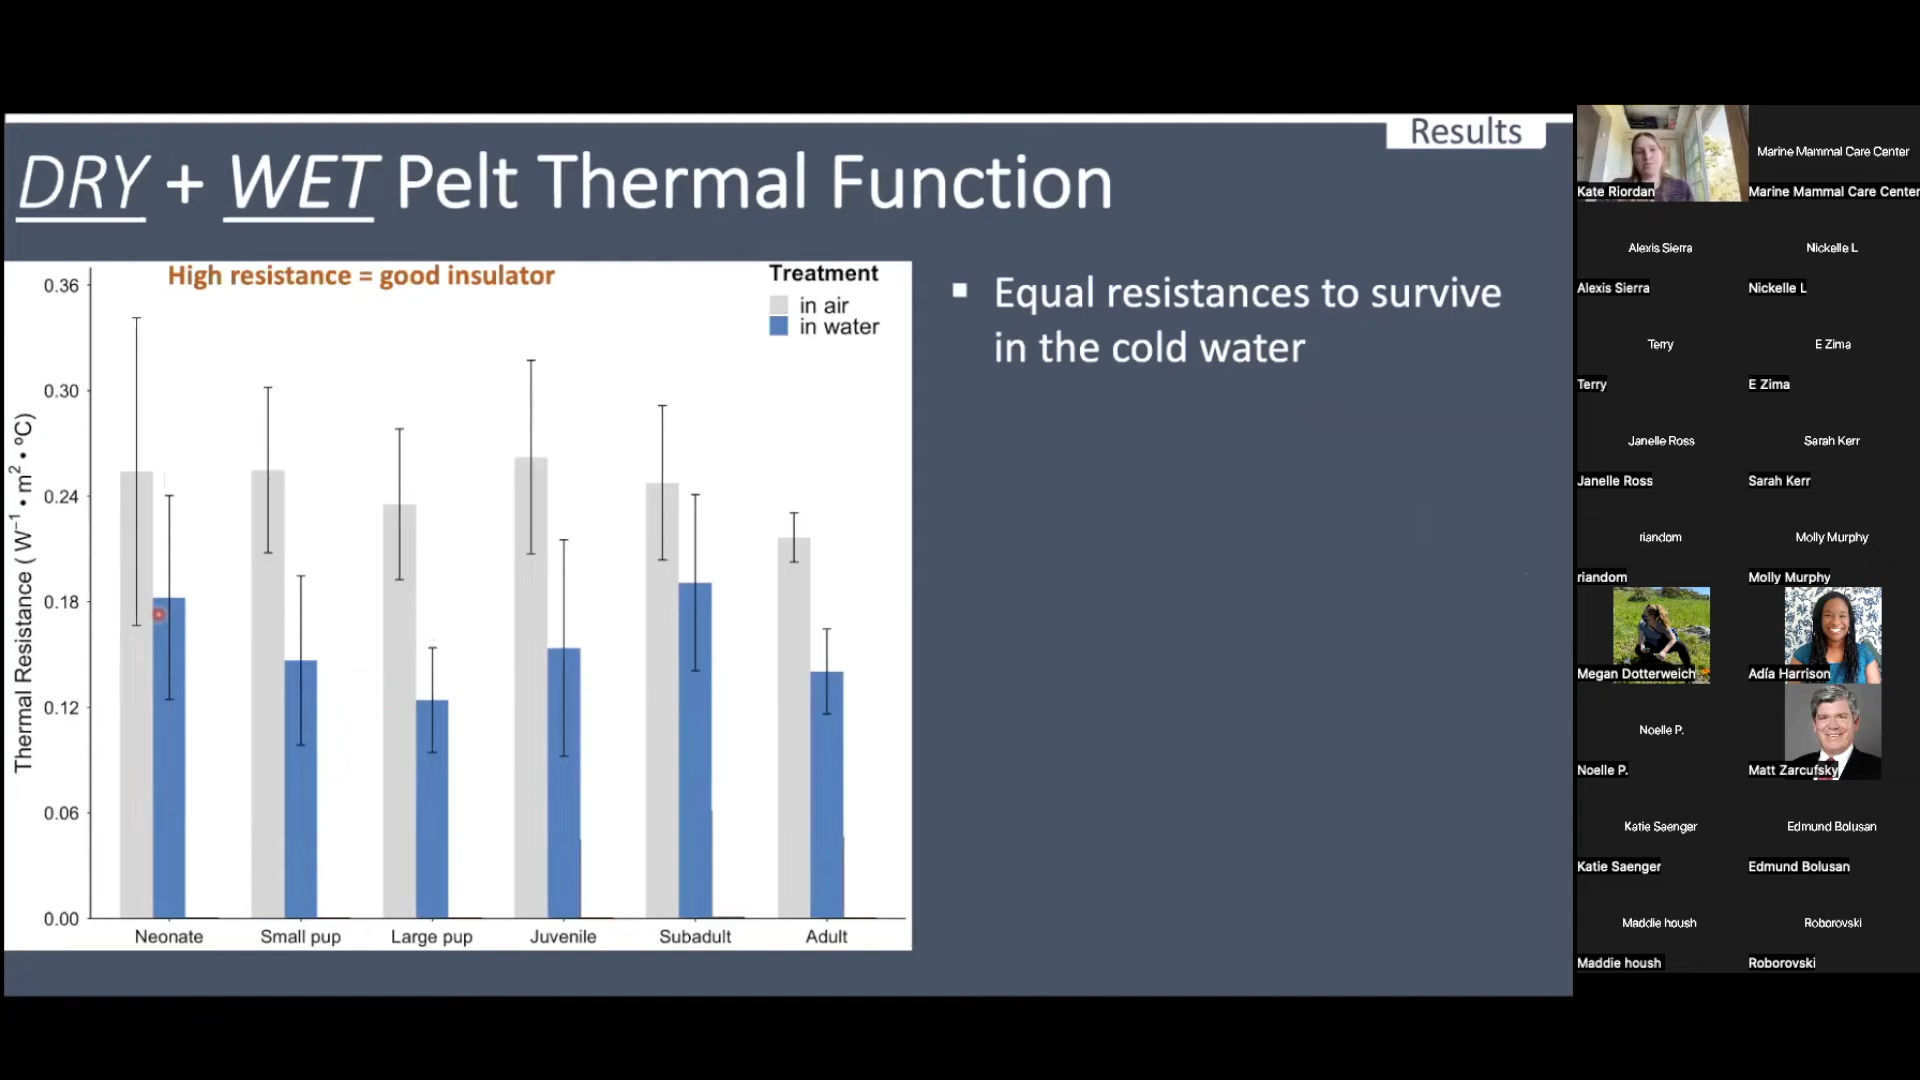 Results
DRY + WET Pelt Thermal Function
High resistance = good insulator
Treatment
in air
in water
Thermal Resistance ( W⁻¹ • m² • ºC)
0.36
0.30
0.24
0.18
0.12
0.06
0.00
Neonate
Small pup
Large pup
Juvenile
Subadult
Adult
▪ Equal resistances to survive
in the cold water
Kate Riordan
Marine Mammal Care Center
Marine Mammal Care Center
Alexis Sierra
Nickelle L
Alexis Sierra
Nickelle L
Terry
E Zima
Terry
E Zima
Janelle Ross
Sarah Kerr
Janelle Ross
Sarah Kerr
riandom
Molly Murphy
riandom
Molly Murphy
Megan Dotterweich
Adía Harrison
Noelle P.
Noelle P.
Matt Zarcufsky
Katie Saenger
Edmund Bolusan
Katie Saenger
Edmund Bolusan
Maddie housh
Roborovski
Maddie housh
Roborovski